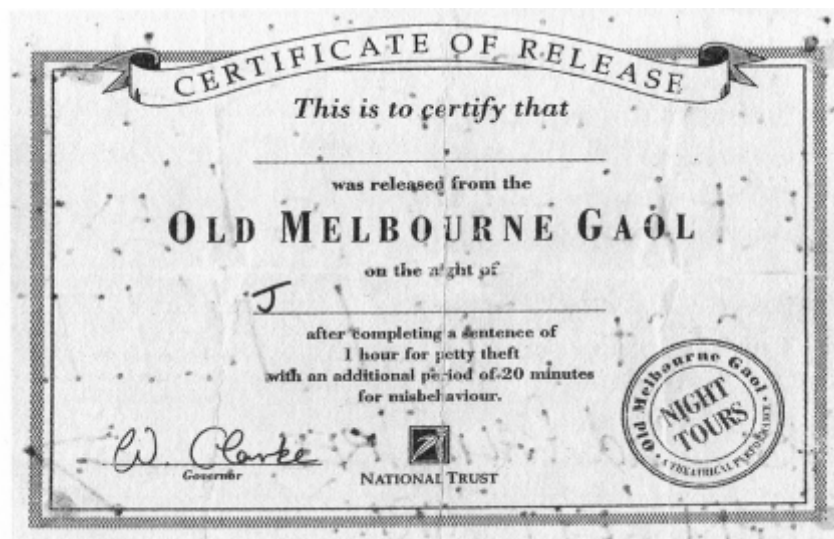 CERTIFICATE OF RELEASE
This is to certify that
was released from the
OLD MELBOURNE GAOL
on the night of
J
after completing a sentence of
1 hour for petty theft
with an additional period of 20 minutes
for misbehaviour.
W. Clarke
Governor
NATIONAL TRUST
Old Melbourne Gaol
NIGHT
TOURS
A THEATRICAL PERFORMANCE